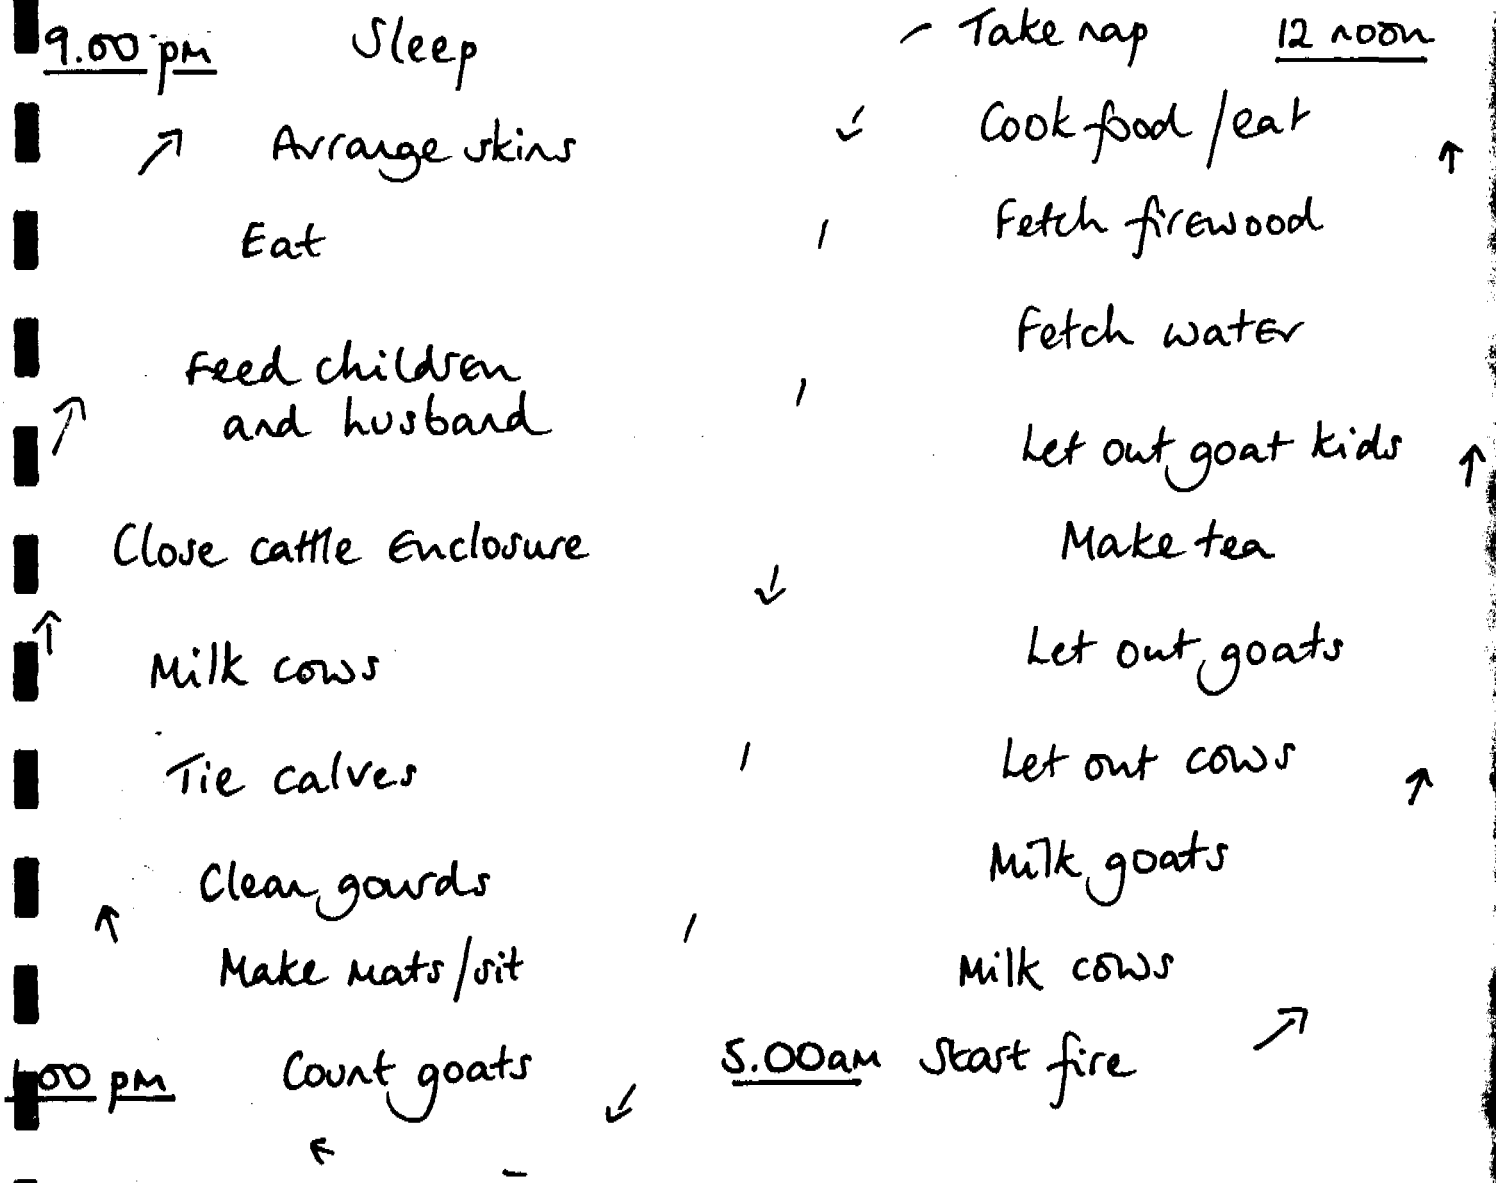 9.00 pm Sleep
Arrange skins
Eat
Feed children
and husband
Close cattle enclosure
Milk cows
Tie calves
Clean gourds
Make mats/sit
00 pm Count goats
Take nap 12 noon
Cook food/eat
Fetch firewood
Fetch water
Let out goat kids
Make tea
Let out goats
Let out cows
Milk goats
Milk cows
5.00am Start fire